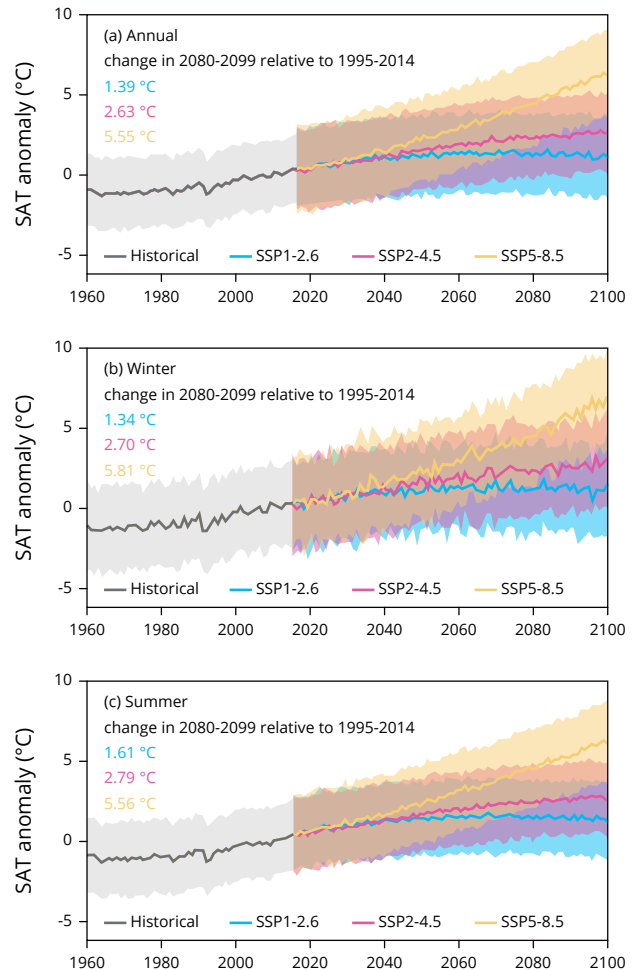 10
(a) Annual
change in 2080-2099 relative to 1995-2014
1.39 °C
2.63 °C
5.55 °C
5
0
-5
SAT anomaly (°C)
Historical SSP1-2.6 SSP2-4.5 SSP5-8.5
1960 1980 2000 2020 2040 2060 2080 2100
10
(b) Winter
change in 2080-2099 relative to 1995-2014
1.34 °C
2.70 °C
5.81 °C
5
0
-5
SAT anomaly (°C)
Historical SSP1-2.6 SSP2-4.5 SSP5-8.5
1960 1980 2000 2020 2040 2060 2080 2100
10
(c) Summer
change in 2080-2099 relative to 1995-2014
1.61 °C
2.79 °C
5.56 °C
5
0
-5
SAT anomaly (°C)
Historical SSP1-2.6 SSP2-4.5 SSP5-8.5
1960 1980 2000 2020 2040 2060 2080 2100